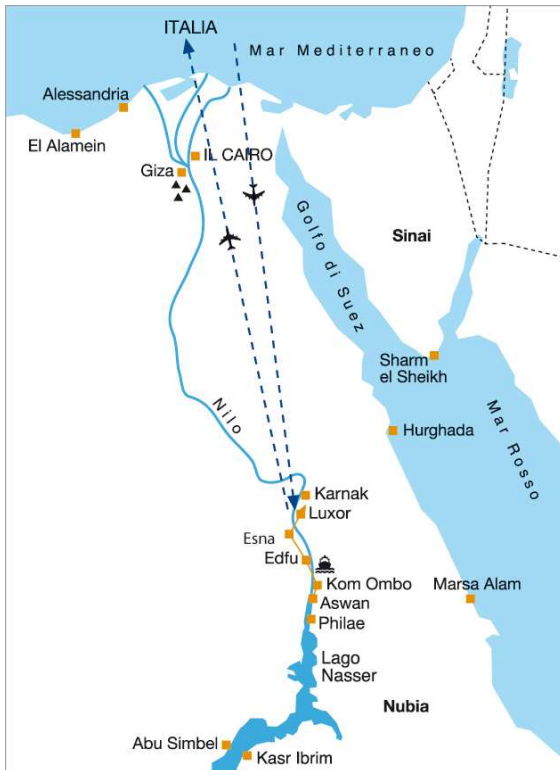 ITALIA
Mar Mediterraneo
Alessandria
El Alamein
IL CAIRO
Giza
Golfo di Suez
Sinai
Sharm
el Sheikh
Nilo
Hurghada
Mar Rosso
Karnak
Luxor
Esna
Edfu
Kom Ombo
Marsa Alam
Aswan
Philae
Lago
Nasser
Nubia
Abu Simbel
Kasr Ibrim